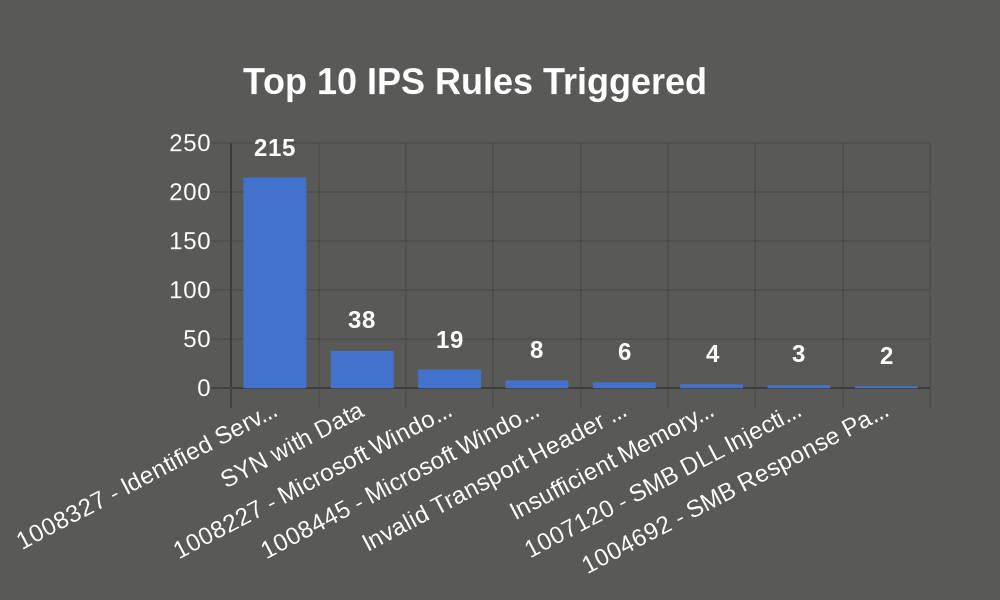 Top 10 IPS Rules Triggered
250
200
150
100
50
0
215
38
19
8
6
4
3
2
1008327 - Identified Serv...
SYN with Data
1008227 - Microsoft Windo...
1008445 - Microsoft Windo...
Invalid Transport Header ...
Insufficient Memory...
1007120 - SMB DLL Injecti...
1004692 - SMB Response Pa...